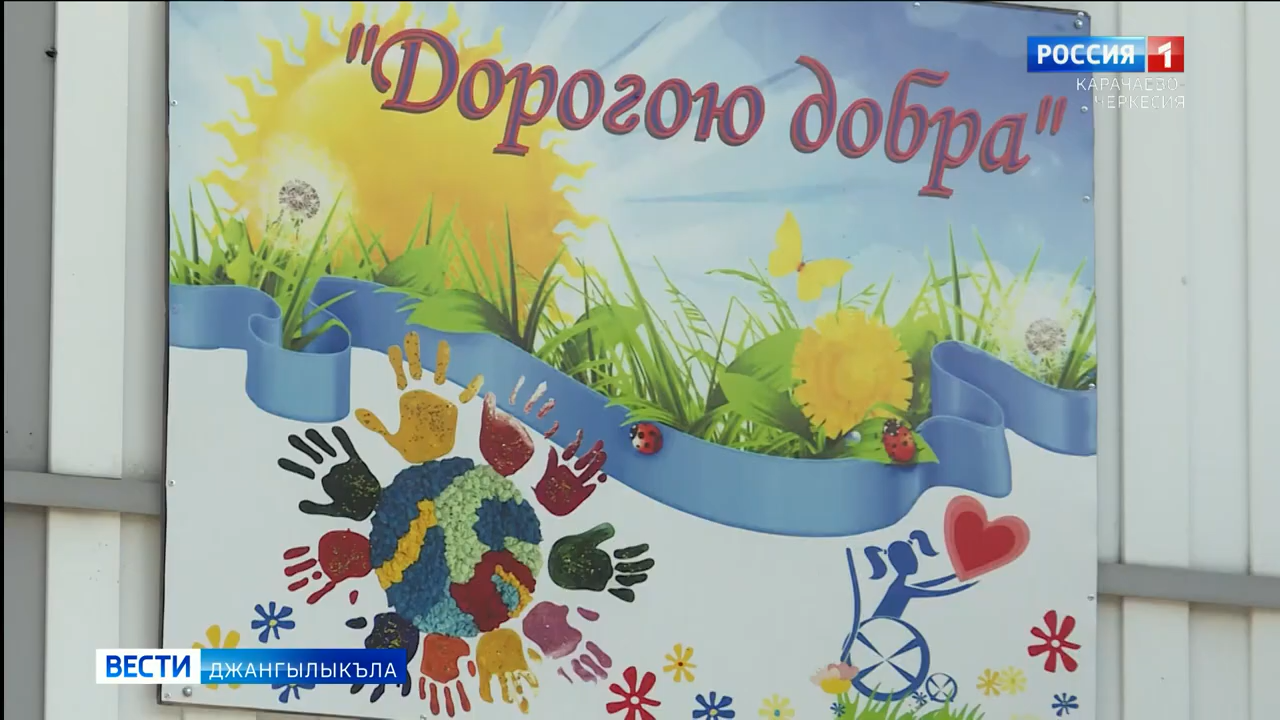 "Дорогою добра"
РОССИЯ 1
КАРАЧАЕВО-
ЧЕРКЕСИЯ
ВЕСТИ ДЖАНГЫЛЫКЪЛА